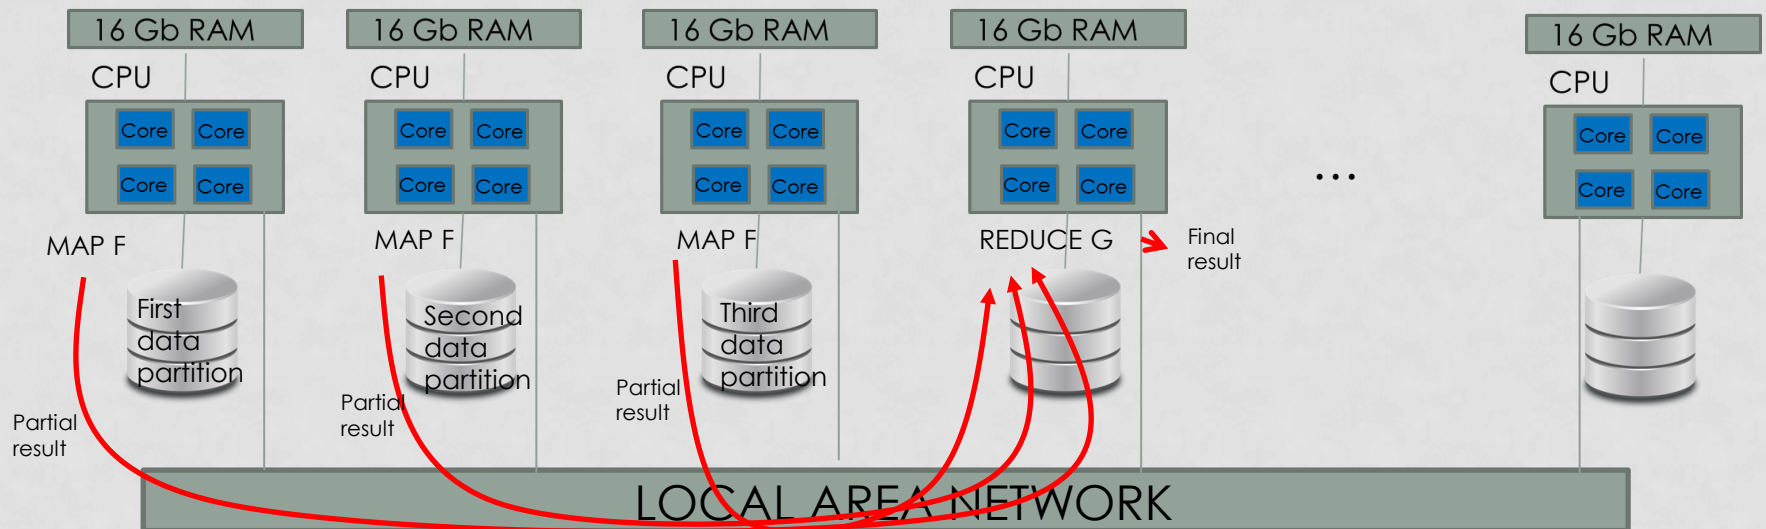 16 Gb RAM
16 Gb RAM
16 Gb RAM
16 Gb RAM
16 Gb RAM
CPU
CPU
CPU
CPU
CPU
Core Core
Core Core
Core Core
Core Core
Core Core
Core Core
Core Core
Core Core
Core Core
Core Core
...
MAP F
MAP F
MAP F
REDUCE G
Final
result
First
data
partition
Second
data
partition
Third
data
partition
Partial
result
Partial
result
Partial
result
LOCAL AREA NETWORK